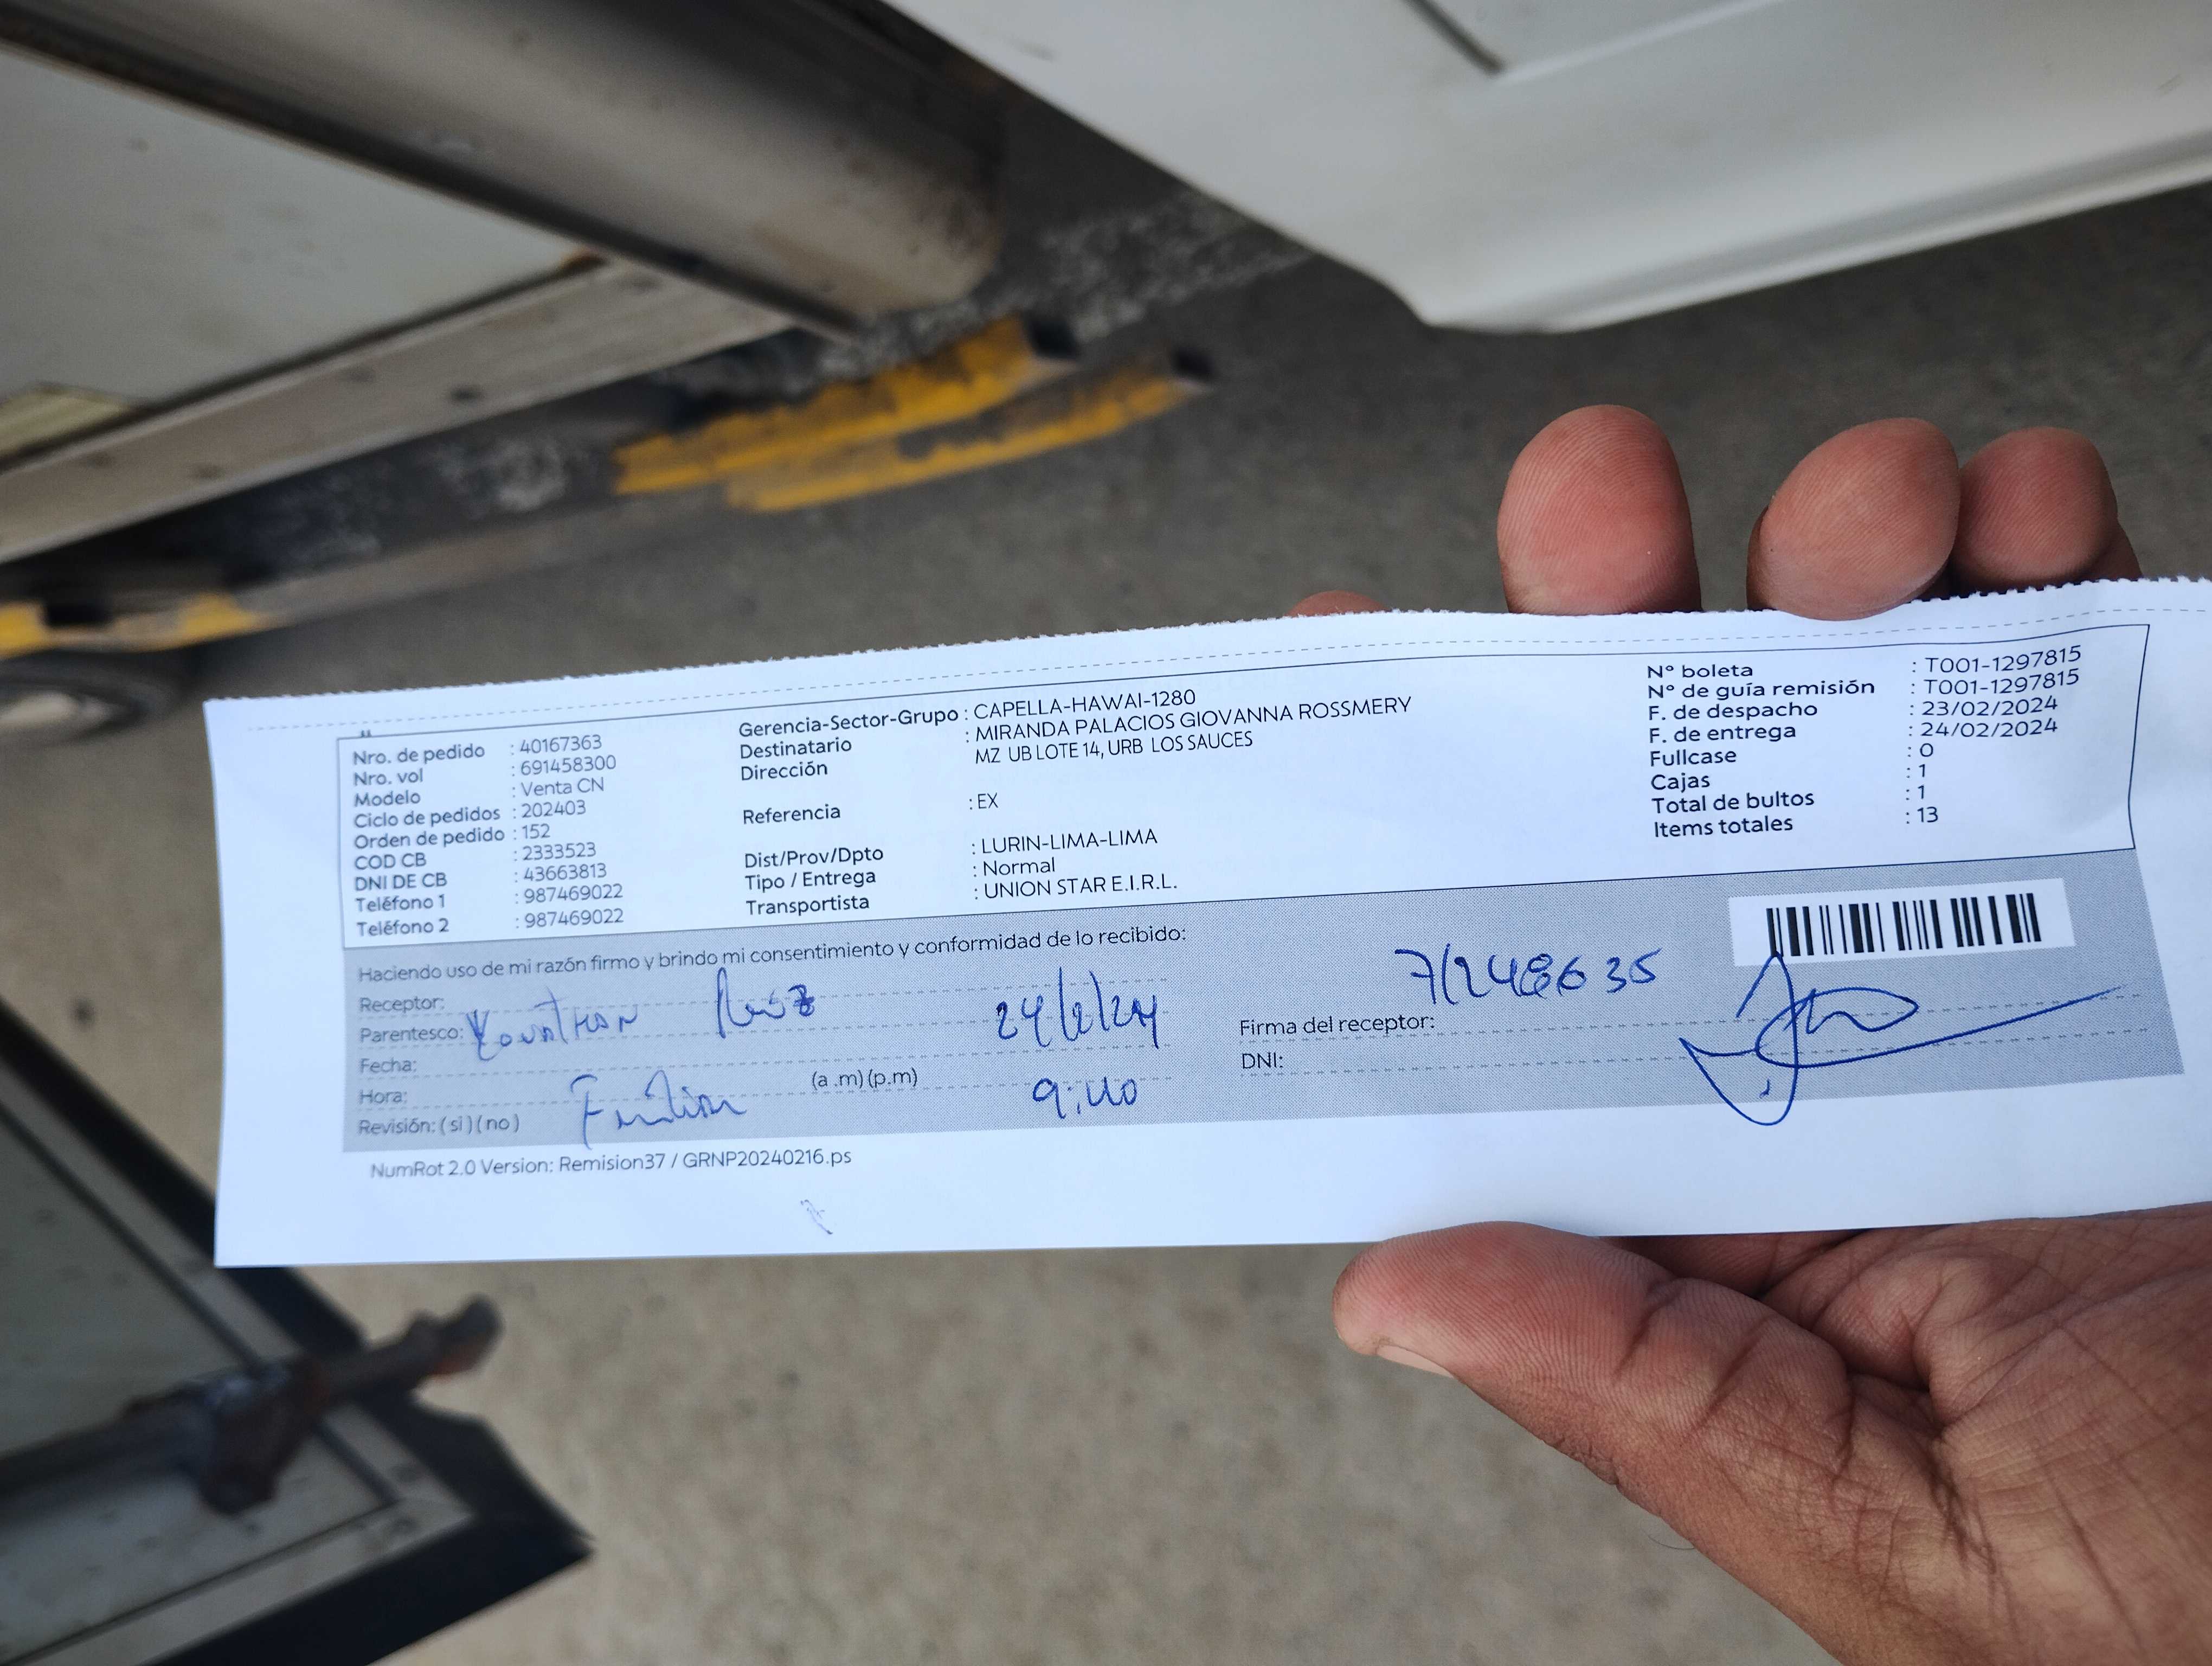 Nro. de pedido : 40167363
Nro. vol : 691458300
Modelo : Venta CN
Ciclo de pedidos : 202403
Orden de pedido : 152
COD CB : 2333523
DNI DE CB : 43663813
Teléfono 1 : 987469022
Teléfono 2 : 987469022
Gerencia-Sector-Grupo : CAPELLA-HAWAI-1280
Destinatario : MIRANDA PALACIOS GIOVANNA ROSSMERY
Dirección MZ UB LOTE 14, URB LOS SAUCES
Referencia : EX
Dist/Prov/Dpto : LURIN-LIMA-LIMA
Tipo / Entrega : Normal
Transportista : UNION STAR E.I.R.L.
N° boleta : T001-1297815
N° de guía remisión : T001-1297815
F. de despacho : 23/02/2024
F. de entrega : 24/02/2024
Fullcase : 0
Cajas : 1
Total de bultos : 1
Items totales : 13
Haciendo uso de mi razón firmo y brindo mi consentimiento y conformidad de lo recibido:
Receptor:
Parentesco:
Fecha: 24/2/24
Hora: (a .m) (p.m) 9:40
Revisión: ( si ) ( no )
Firma del receptor:
DNI:
NumRot 2.0 Version: Remision37 / GRNP20240216.ps